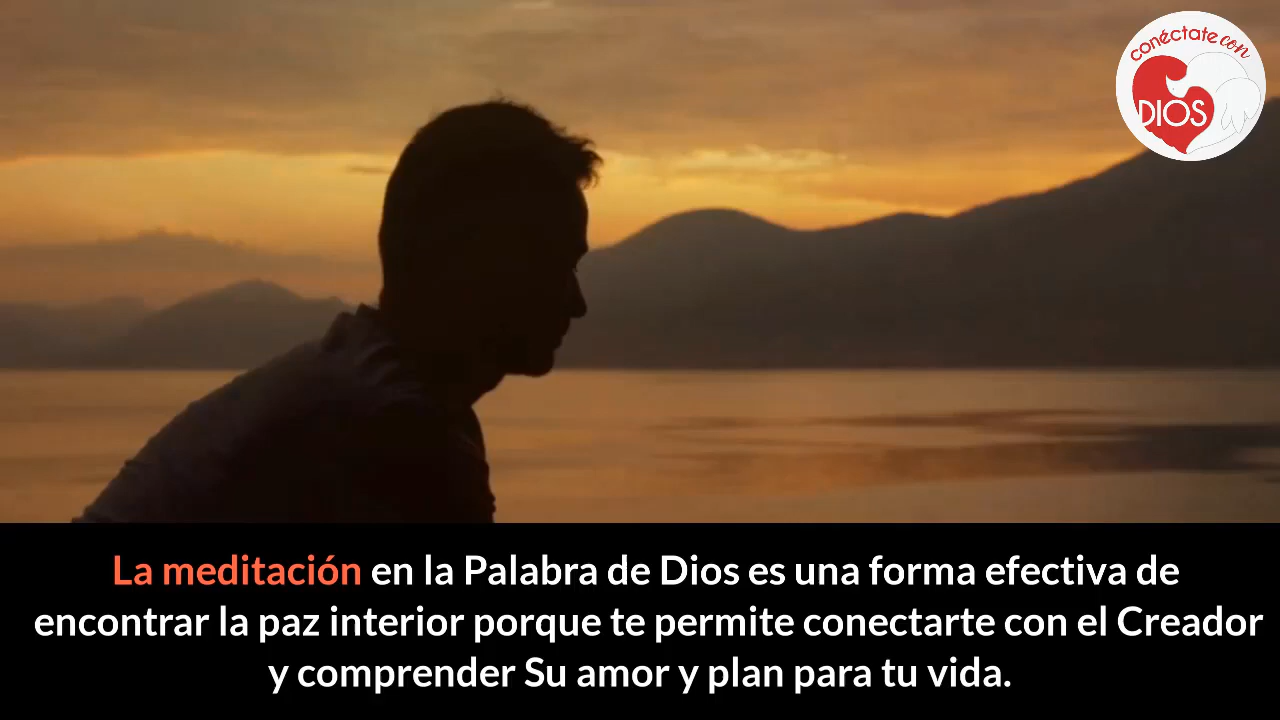 conéctate con
DIOS
La meditación en la Palabra de Dios es una forma efectiva de
encontrar la paz interior porque te permite conectarte con el Creador
y comprender Su amor y plan para tu vida.